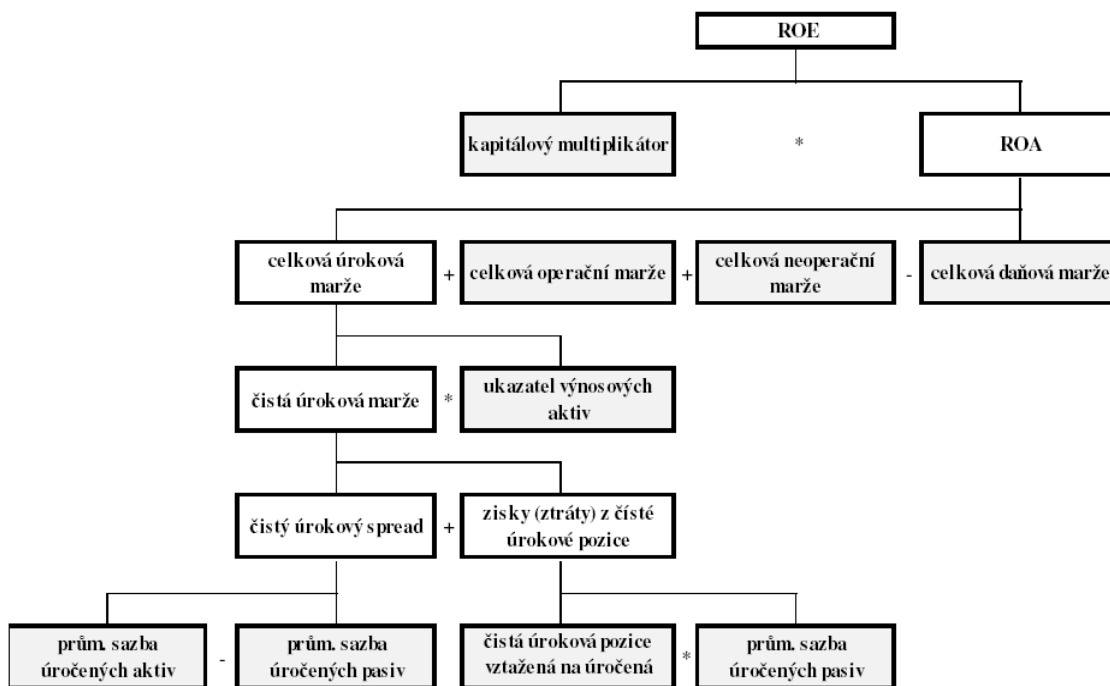 ROE
kapitálový multiplikátor * ROA
celková úroková
marže
+
celková operační marže
+
celková neoperační
marže
-
celková daňová marže
čistá úroková marže
*
ukazatel výnosových
aktiv
čistý úrokový spread
+
zisky (ztráty) z čísté
úrokové pozice
prům. sazba
úročených aktiv
-
prům. sazba
úročených pasiv
čistá úroková pozice
vztažená na úročená
*
prům. sazba
úročených pasiv